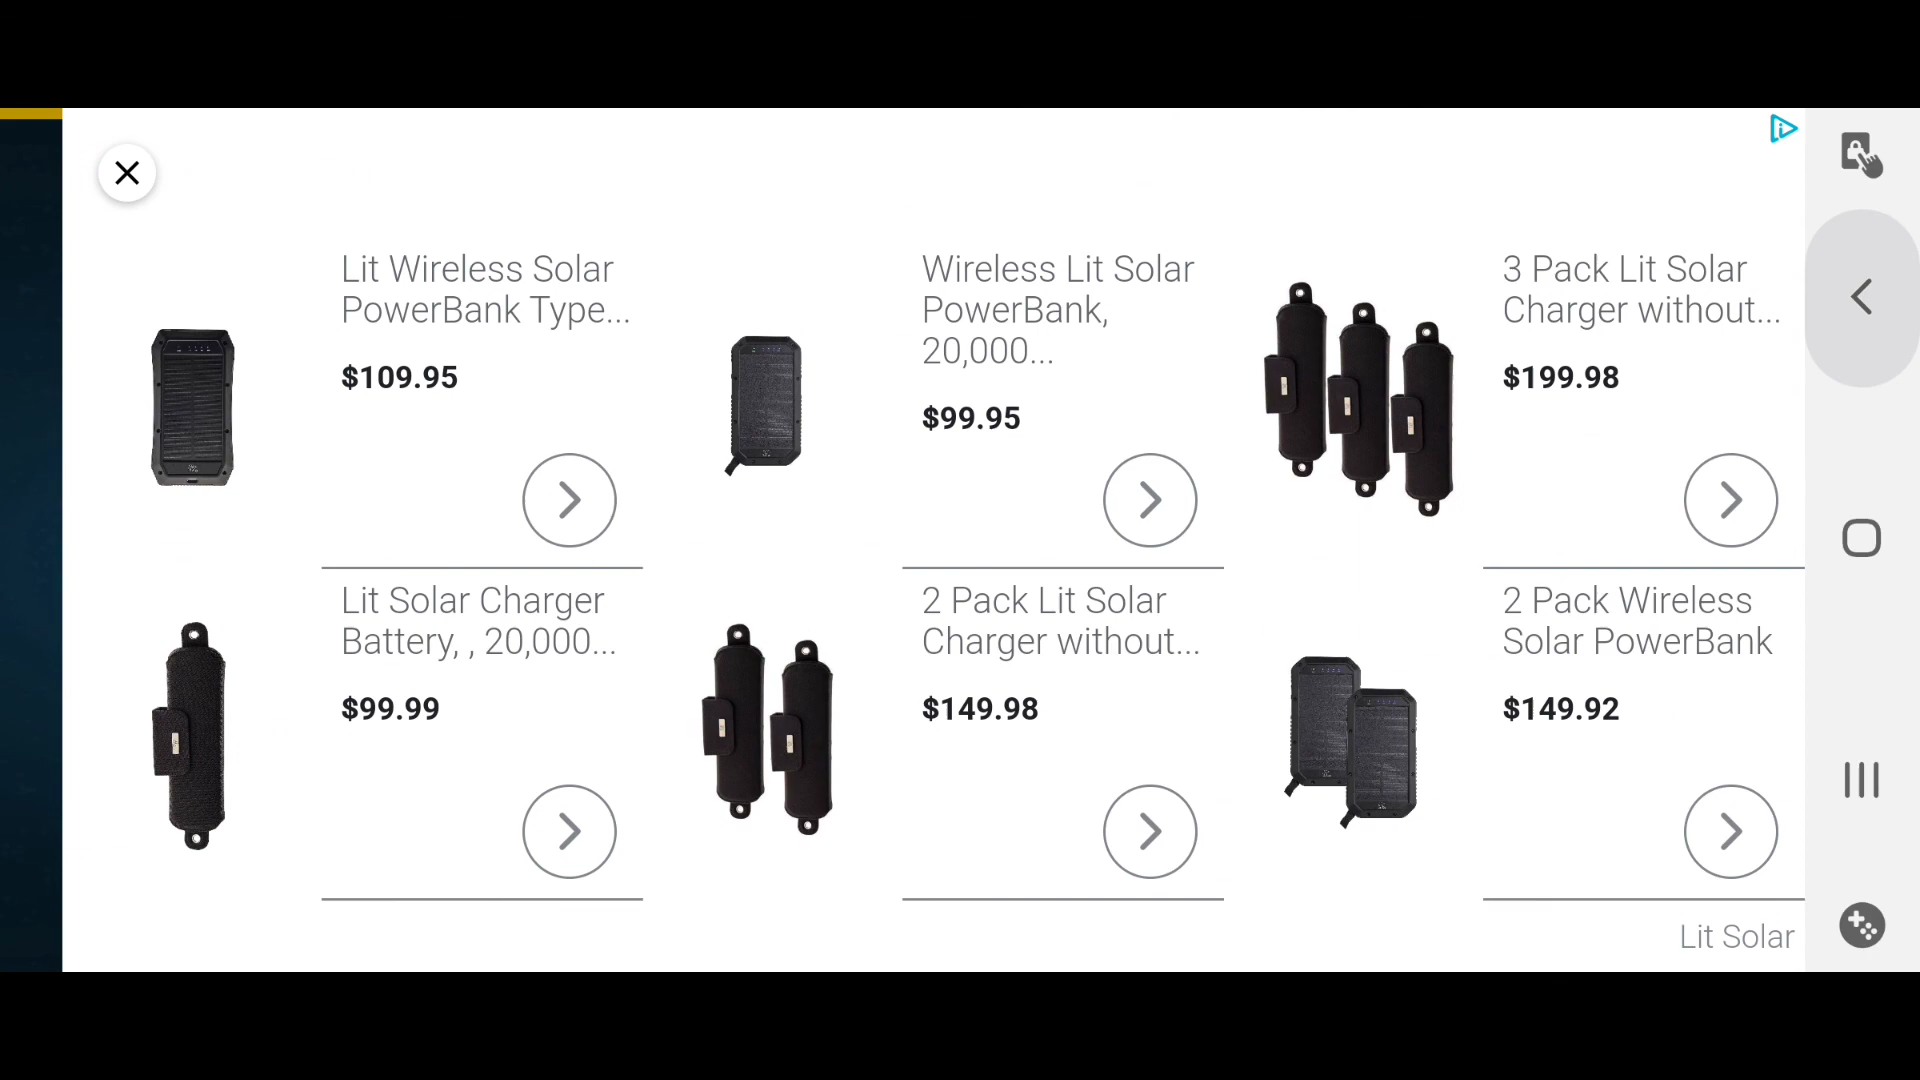 Lit Wireless Solar
PowerBank Type...
$109.95
Wireless Lit Solar
PowerBank,
20,000...
$99.95
3 Pack Lit Solar
Charger without...
$199.98
Lit Solar Charger
Battery, , 20,000...
$99.99
2 Pack Lit Solar
Charger without...
$149.98
2 Pack Wireless
Solar PowerBank
$149.92
Lit Solar